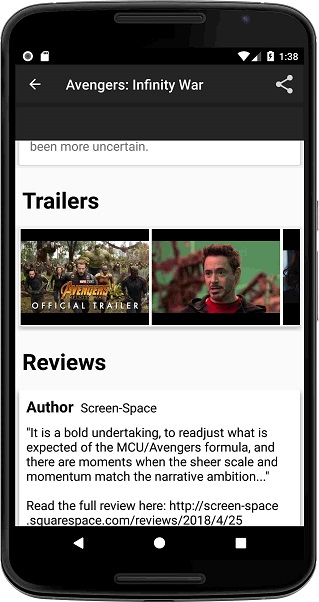 1:38
Avengers: Infinity War
been more uncertain.
Trailers
AVENGERS
OFFICIAL TRAILER
Reviews
Author Screen-Space
"It is a bold undertaking, to readjust what is
expected of the MCU/Avengers formula, and
there are moments when the sheer scale and
momentum match the narrative ambition..."
Read the full review here: http://screen-space
.squarespace.com/reviews/2018/4/25